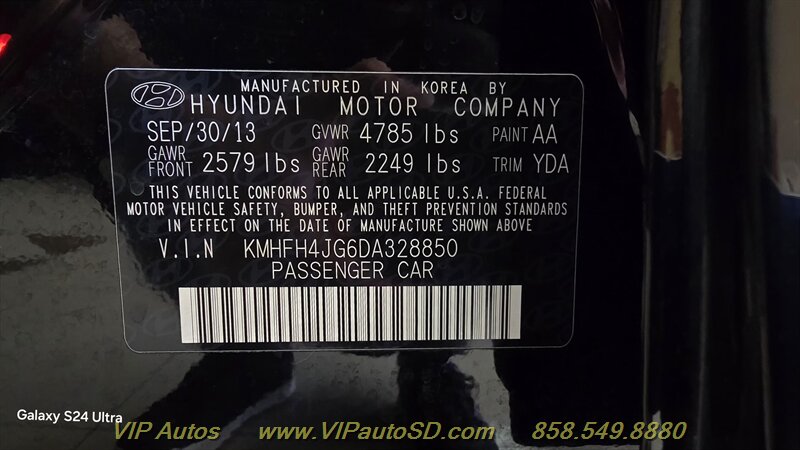 MANUFACTURED IN KOREA BY
HYUNDAI MOTOR COMPANY
SEP/30/13 GVWR 4785 lbs PAINT AA
GAWR FRONT 2579 lbs GAWR REAR 2249 lbs TRIM YDA
THIS VEHICLE CONFORMS TO ALL APPLICABLE U.S.A. FEDERAL
MOTOR VEHICLE SAFETY, BUMPER, AND THEFT PREVENTION STANDARDS
IN EFFECT ON THE DATE OF MANUFACTURE SHOWN ABOVE
V.I.N KMHFH4JG6DA328850
PASSENGER CAR
Galaxy S24 Ultra
VIP Autos www.VIPautoSD.com 858.549.8880